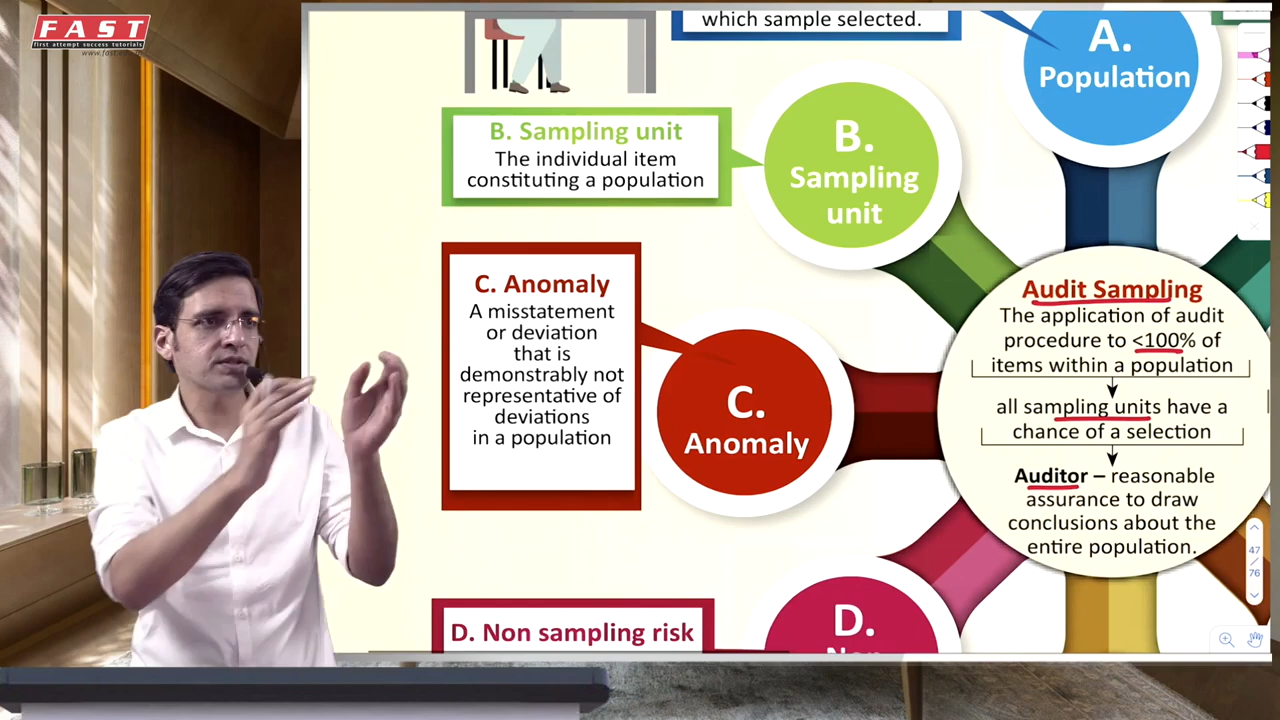 FAST
first attempt success tutorials
which sample selected.
A.
Population
B. Sampling unit
The individual item
constituting a population
B.
Sampling
unit
C. Anomaly
A misstatement
or deviation
that is
demonstrably not
representative of
deviations
in a population
C.
Anomaly
Audit Sampling
The application of audit
procedure to <100% of
items within a population
all sampling units have a
chance of a selection
Auditor – reasonable
assurance to draw
conclusions about the
entire population.
47
/
76
D. Non sampling risk
D.
Non